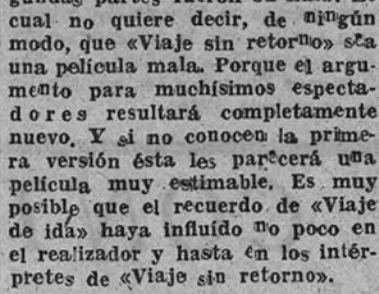 cual no quiere decir, de ningún
modo, que «Viaje sin retorno» sea
una película mala. Porque el argu-
mento para muchísimos especta-
dores resultará completamente
nuevo. Y si no conocen la prime-
ra versión ésta les parecerá una
película muy estimable. Es muy
posible que el recuerdo de «Viaje
de ida» haya influído no poco en
el realizador y hasta en los intér-
pretes de «Viaje sin retorno».